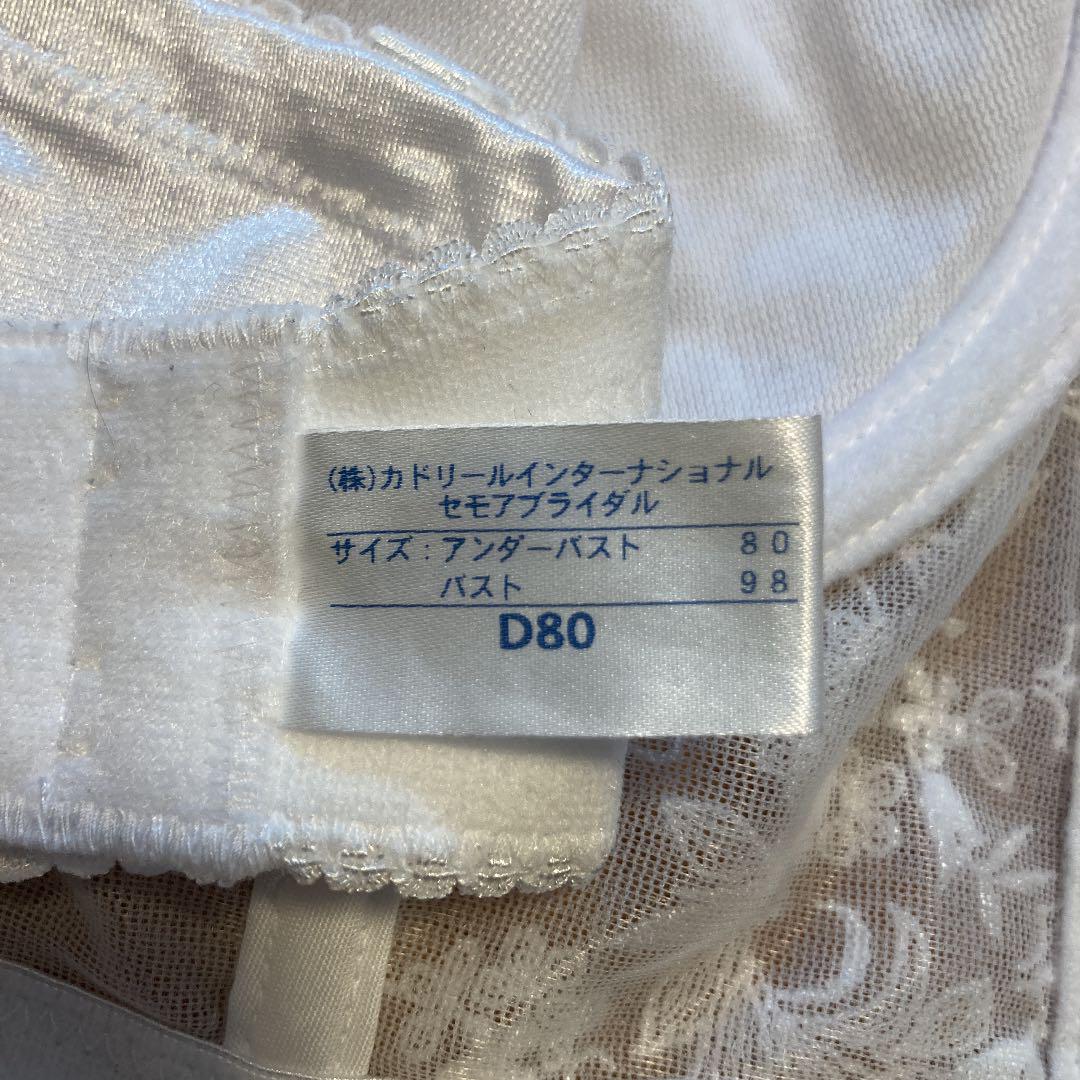 (株)カドリールインターナショナル
セモアブライダル
サイズ:アンダーバスト 80
バスト 98
D80